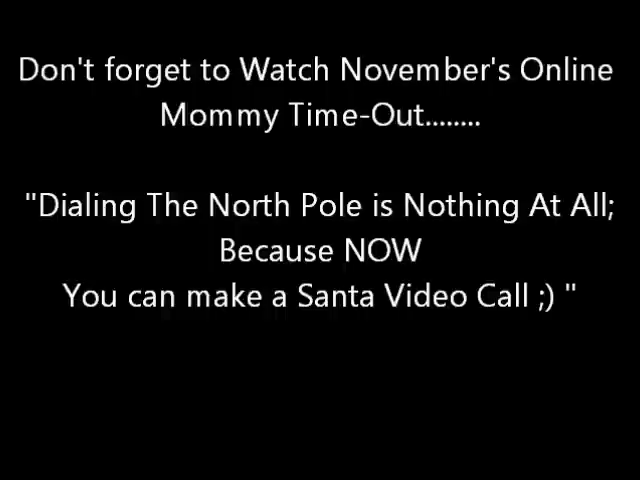 Don't forget to Watch November's Online
Mommy Time-Out........
"Dialing The North Pole is Nothing At All;
Because NOW
You can make a Santa Video Call ;) "